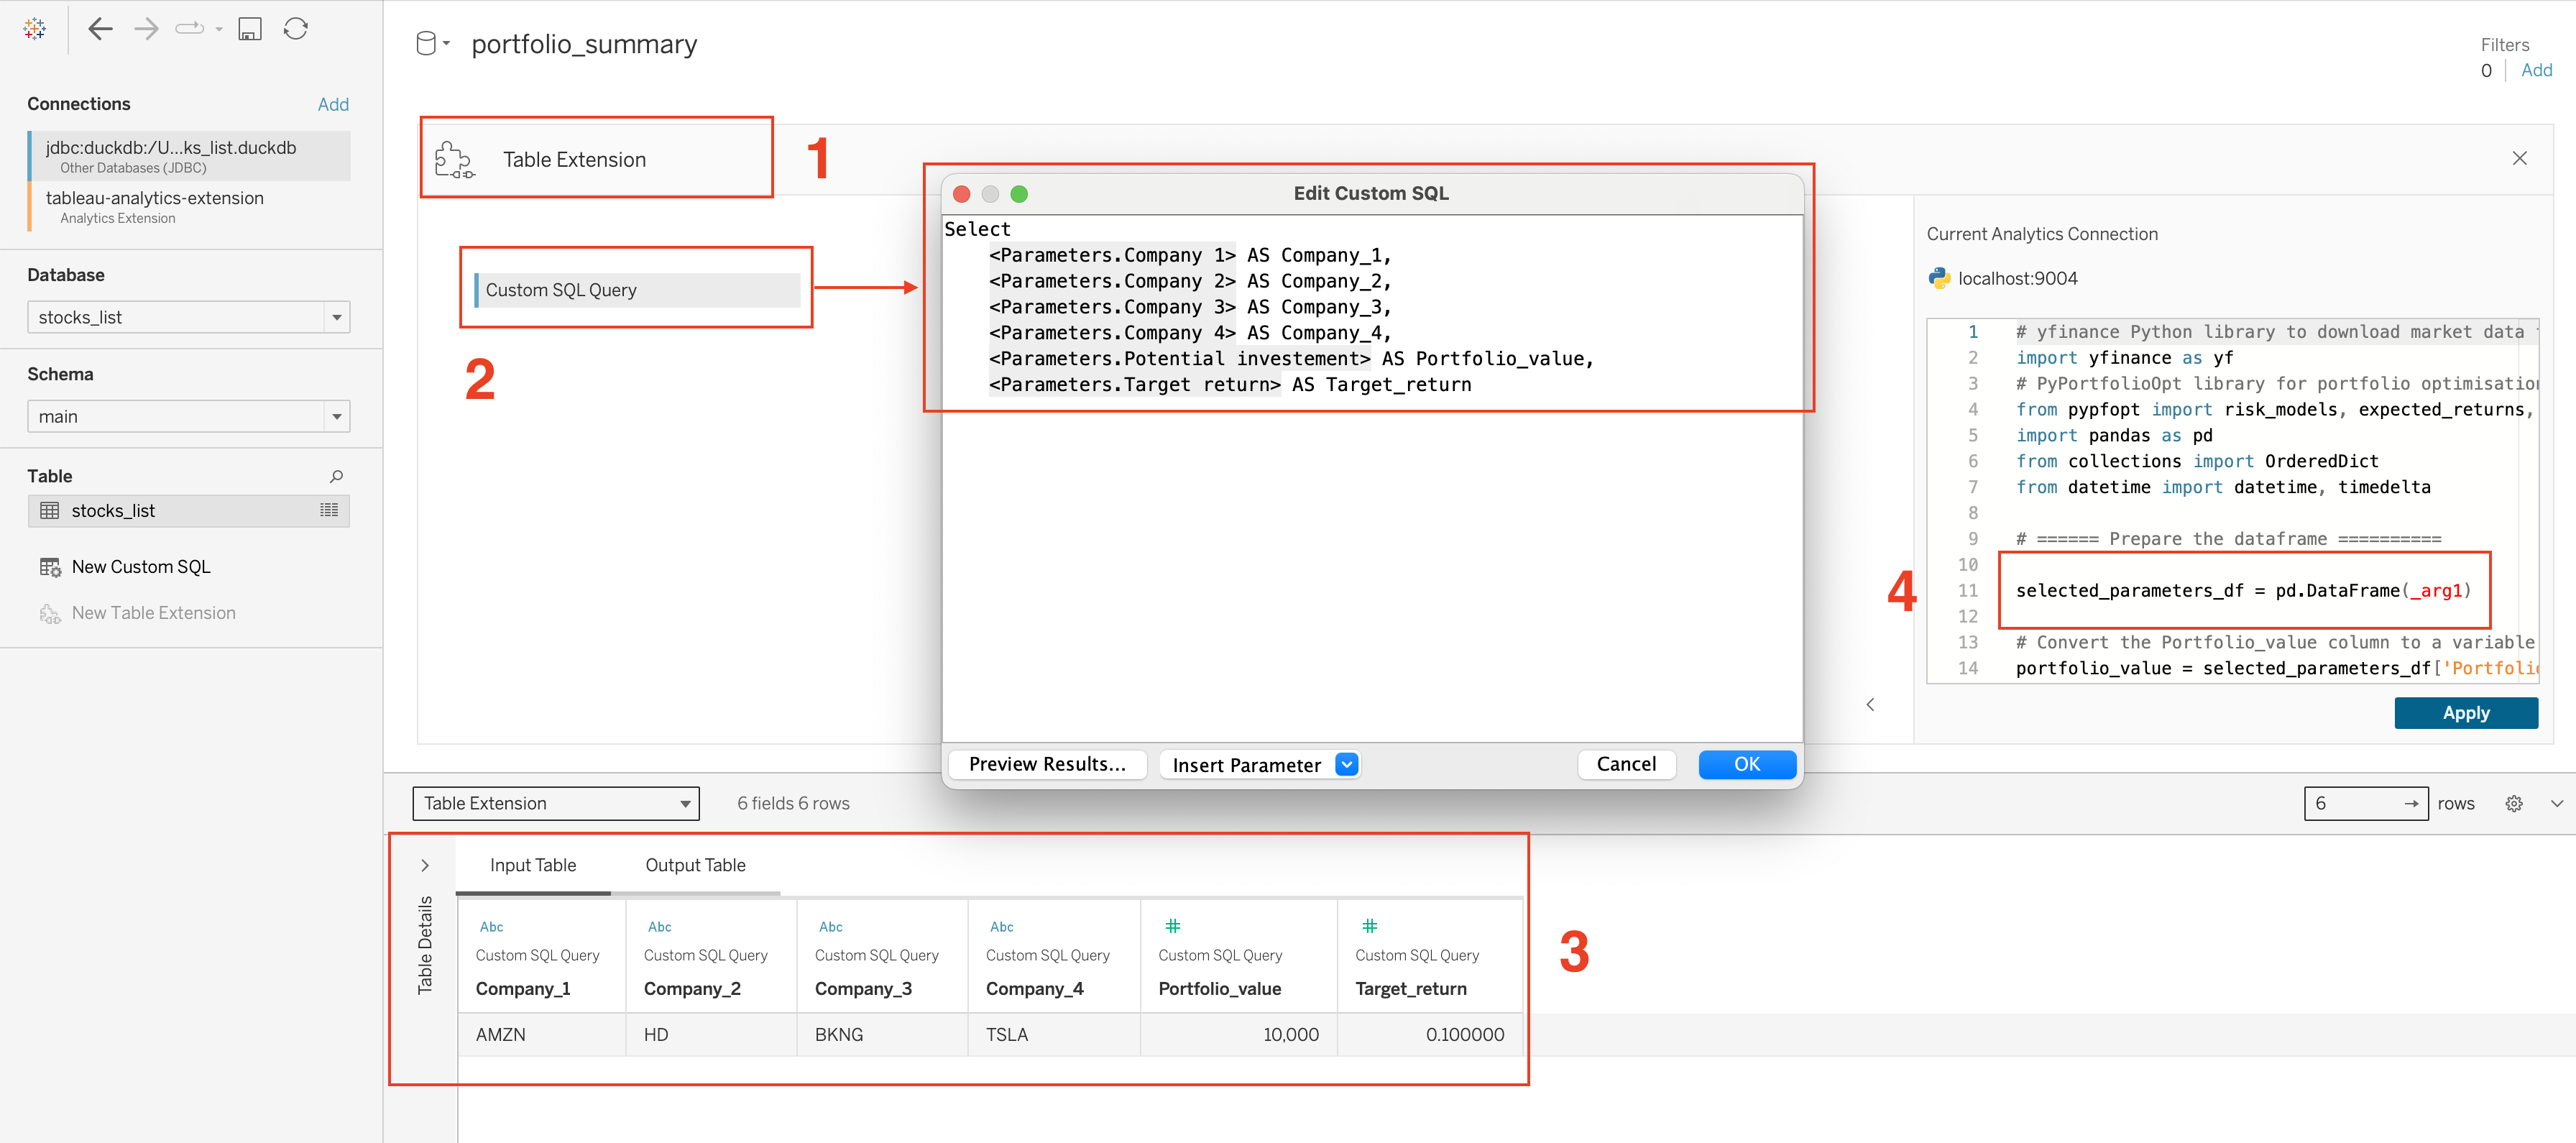 portfolio_summary
Filters
0 Add
Connections Add
jdbc:duckdb:/U...ks_list.duckdb
Other Databases (JDBC)
tableau-analytics-extension
Analytics Extension
Database
stocks_list
Schema
main
Table
stocks_list
New Custom SQL
New Table Extension
Table Extension
1
Custom SQL Query
2
Edit Custom SQL
Select
<Parameters.Company 1> AS Company_1,
<Parameters.Company 2> AS Company_2,
<Parameters.Company 3> AS Company_3,
<Parameters.Company 4> AS Company_4,
<Parameters.Potential investement> AS Portfolio_value,
<Parameters.Target return> AS Target_return
Preview Results... Insert Parameter Cancel OK
Current Analytics Connection
localhost:9004
1 # yfinance Python library to download market data
2 import yfinance as yf
3 # PyPortfolioOpt library for portfolio optimisation
4 from pypfopt import risk_models, expected_returns,
5 import pandas as pd
6 from collections import OrderedDict
7 from datetime import datetime, timedelta
8
9 # ====== Prepare the dataframe ==========
10
11 selected_parameters_df = pd.DataFrame(_arg1)
12
13 # Convert the Portfolio_value column to a variable
14 portfolio_value = selected_parameters_df['Portfolio
4
Apply
Table Extension 6 fields 6 rows
6 → rows
Table Details
Input Table Output Table
Abc Abc Abc Abc # #
Custom SQL Query Custom SQL Query Custom SQL Query Custom SQL Query Custom SQL Query Custom SQL Query
Company_1 Company_2 Company_3 Company_4 Portfolio_value Target_return
AMZN HD BKNG TSLA 10,000 0.100000
3